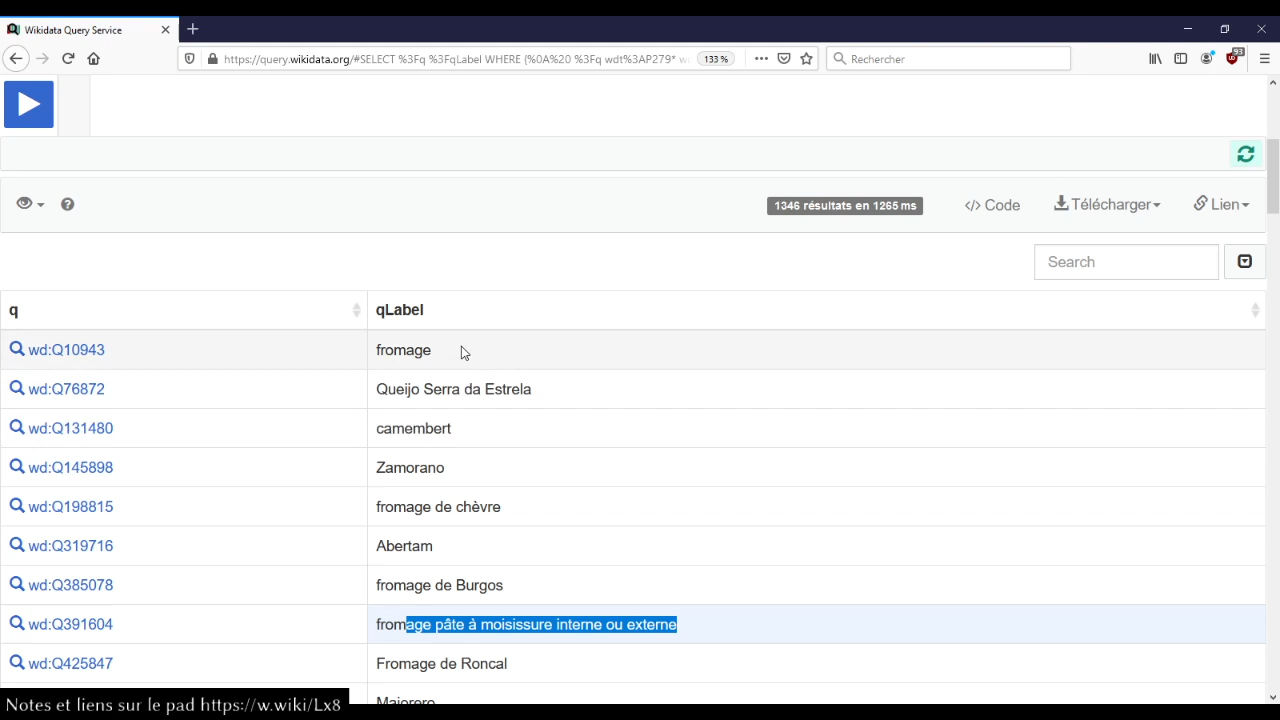 Wikidata Query Service
https://query.wikidata.org/#SELECT %3Fq %3FqLabel WHERE {%0A%20 %3Fq wdt%3AP279* w
133 %
Rechercher
93
1346 résultats en 1265 ms
</> Code
Télécharger
Lien
Search
q qLabel
wd:Q10943 fromage
wd:Q76872 Queijo Serra da Estrela
wd:Q131480 camembert
wd:Q145898 Zamorano
wd:Q198815 fromage de chèvre
wd:Q319716 Abertam
wd:Q385078 fromage de Burgos
wd:Q391604 fromage pâte à moisissure interne ou externe
wd:Q425847 Fromage de Roncal
Majorero
Notes et liens sur le pad https://w.wiki/Lx8